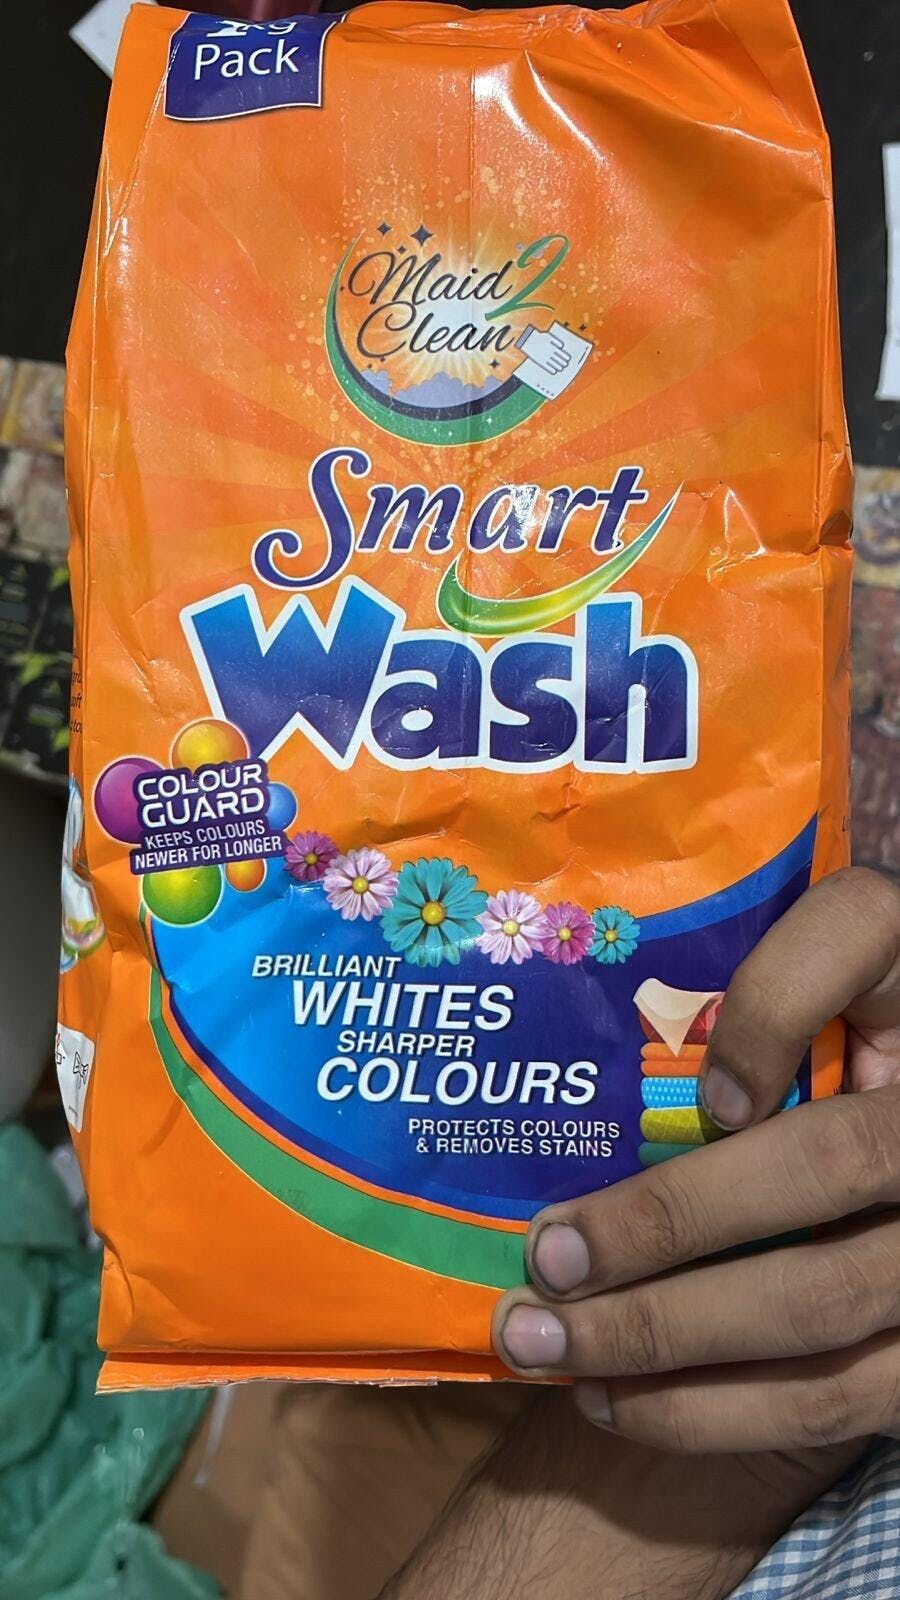 Pack
Maid 2
Clean
Smart
Wash
COLOUR
GUARD
KEEPS COLOURS
NEWER FOR LONGER
BRILLIANT
WHITES
SHARPER
COLOURS
PROTECTS COLOURS
& REMOVES STAINS